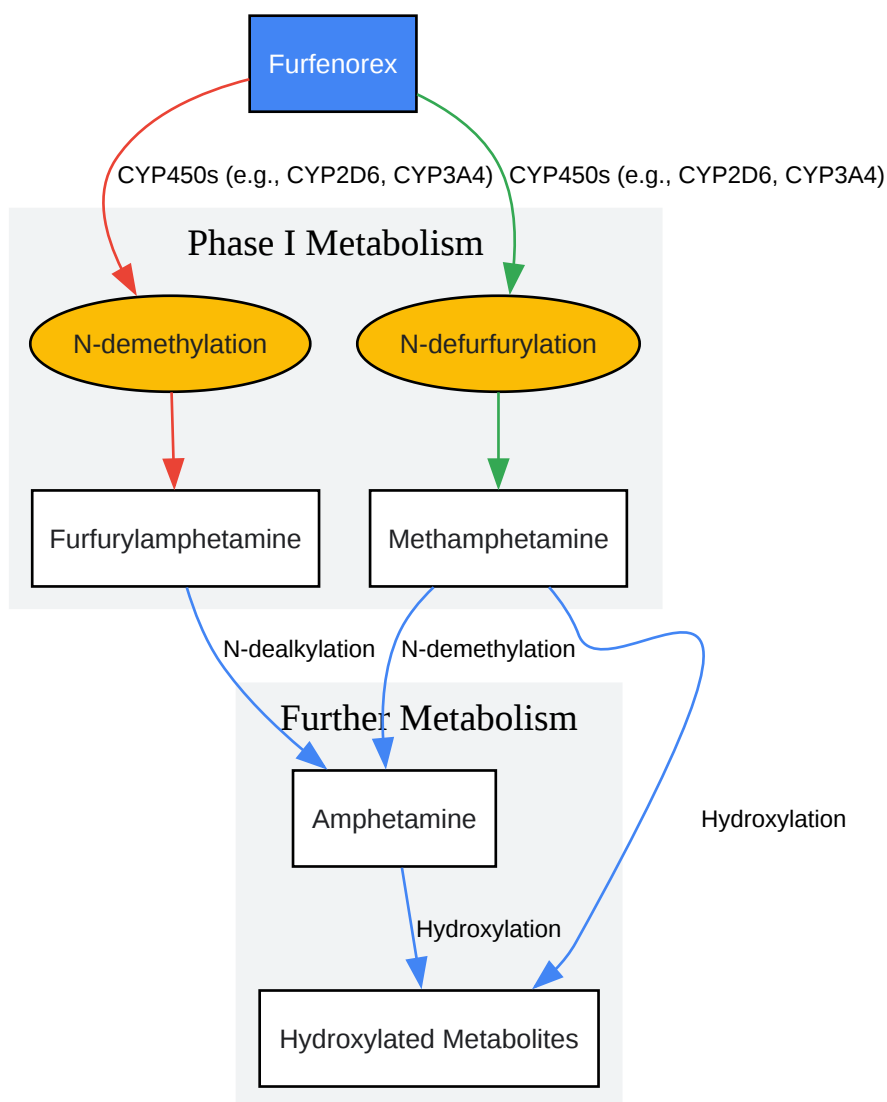 Furfenorex
CYP450s (e.g., CYP2D6, CYP3A4)
CYP450s (e.g., CYP2D6, CYP3A4)
Phase I Metabolism
N-demethylation
N-defurfurylation
Furfurylamphetamine
Methamphetamine
N-dealkylation
N-demethylation
Further Metabolism
Amphetamine
Hydroxylation
Hydroxylation
Hydroxylated Metabolites